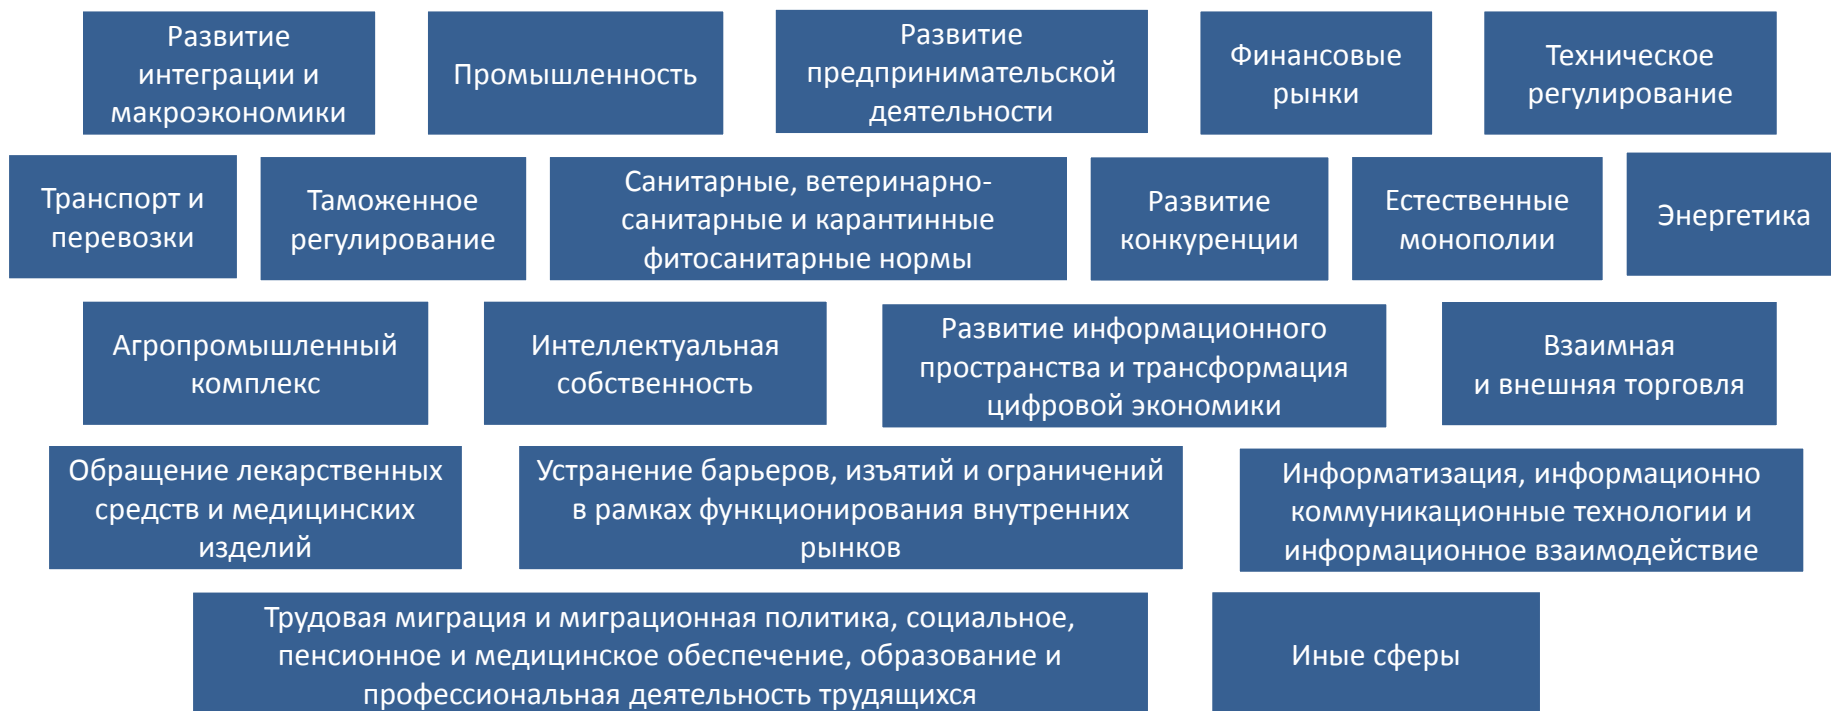 Развитие
интеграции и
макроэкономики
Промышленность
Развитие
предпринимательской
деятельности
Финансовые
рынки
Техническое
регулирование
Транспорт и
перевозки
Таможенное
регулирование
Санитарные, ветеринарно-
санитарные и карантинные
фитосанитарные нормы
Развитие
конкуренции
Естественные
монополии
Энергетика
Агропромышленный
комплекс
Интеллектуальная
собственность
Развитие информационного
пространства и трансформация
цифровой экономики
Взаимная
и внешняя торговля
Обращение лекарственных
средств и медицинских
изделий
Устранение барьеров, изъятий и ограничений
в рамках функционирования внутренних
рынков
Информатизация, информационно
коммуникационные технологии и
информационное взаимодействие
Трудовая миграция и миграционная политика, социальное,
пенсионное и медицинское обеспечение, образование и
профессиональная деятельность трудящихся
Иные сферы